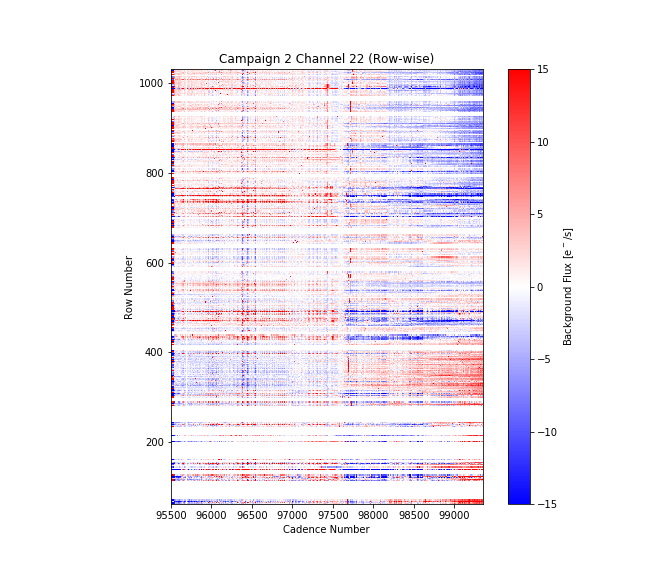 Campaign 2 Channel 22 (Row-wise)
1000
800
600
400
200
Row Number
95500 96000 96500 97000 97500 98000 98500 99000
Cadence Number
15
10
5
0
−5
−10
−15
Background Flux [e⁻/s]